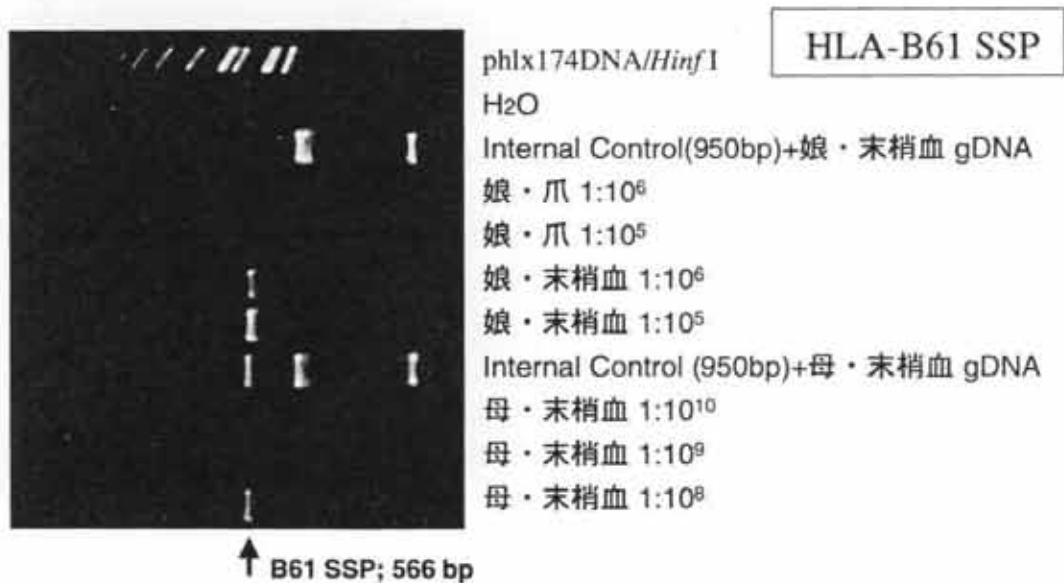 HLA-B61 SSP
phlx174DNA/Hinf I
H2O
Internal Control(950bp)+娘・末梢血 gDNA
娘・爪 1:10⁶
娘・爪 1:10⁵
娘・末梢血 1:10⁶
娘・末梢血 1:10⁵
Internal Control (950bp)+母・末梢血 gDNA
母・末梢血 1:10¹⁰
母・末梢血 1:10⁹
母・末梢血 1:10⁸
B61 SSP; 566 bp